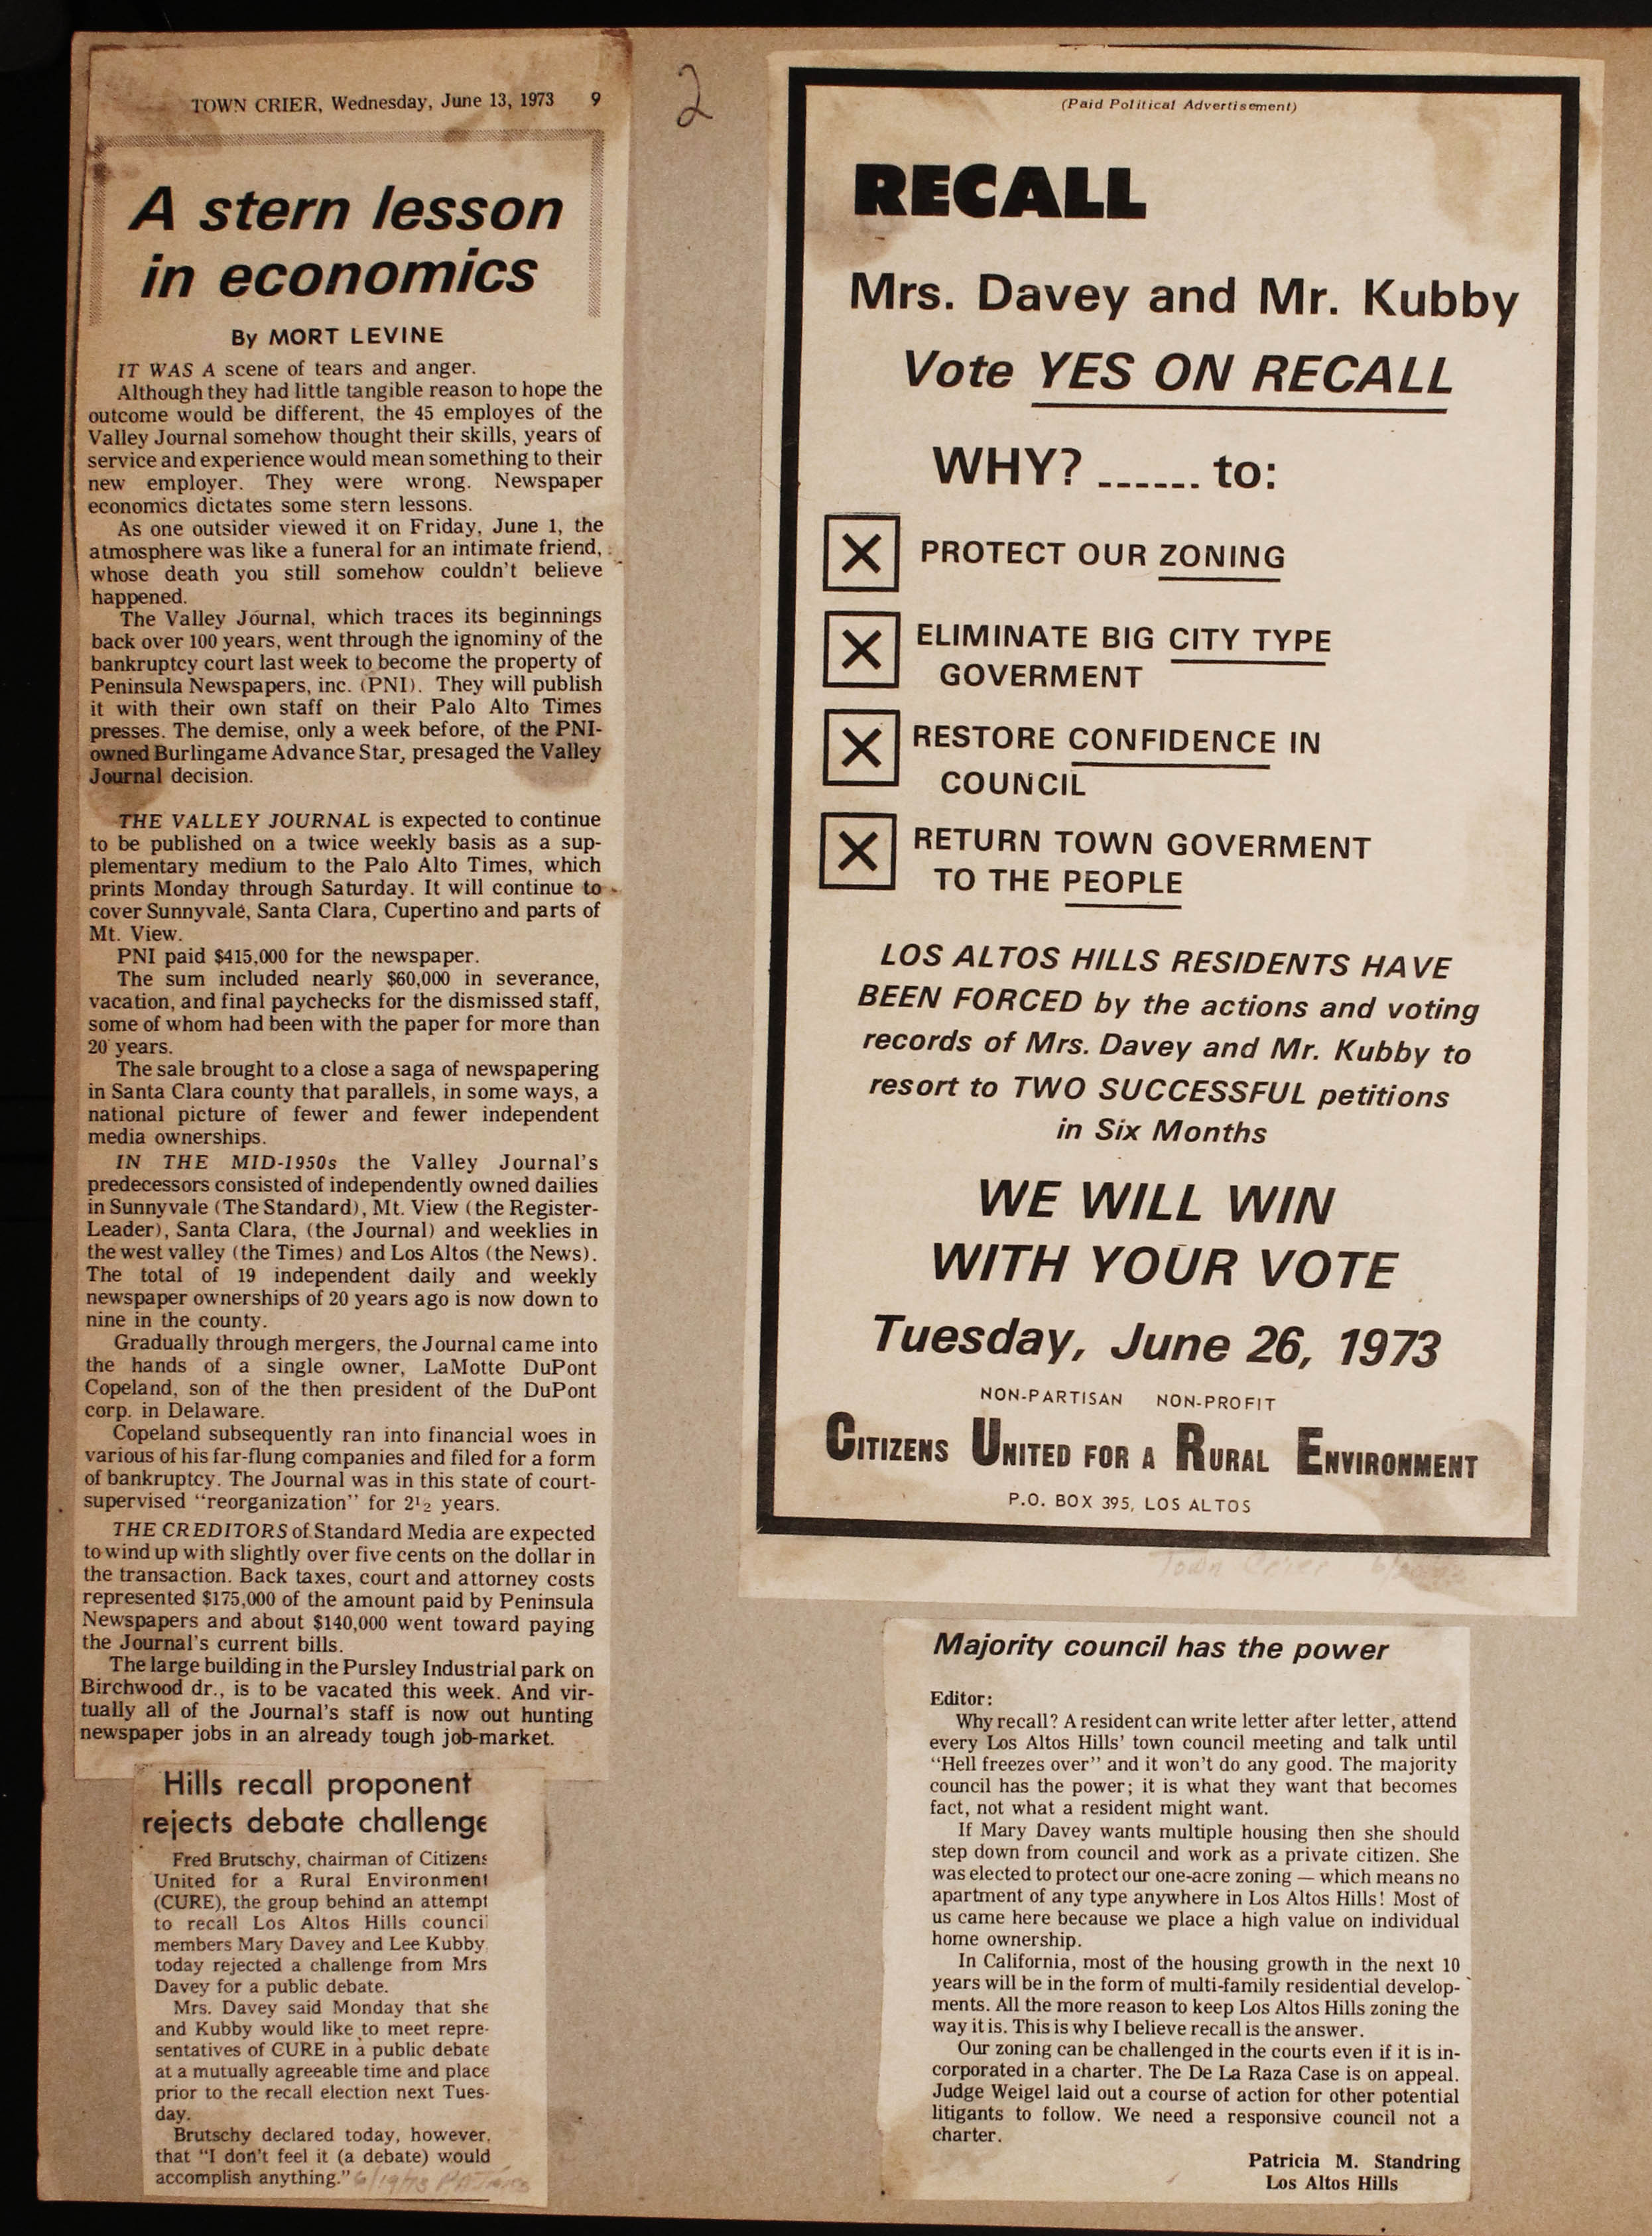 TOWN CRIER, Wednesday, June 13, 1973 9
A stern lesson
in economics
By MORT LEVINE
IT WAS A scene of tears and anger.
Although they had little tangible reason to hope the
outcome would be different, the 45 employes of the
Valley Journal somehow thought their skills, years of
service and experience would mean something to their
new employer. They were wrong. Newspaper
economics dictates some stern lessons.
As one outsider viewed it on Friday, June 1, the
atmosphere was like a funeral for an intimate friend,
whose death you still somehow couldn't believe
happened.
The Valley Journal, which traces its beginnings
back over 100 years, went through the ignominy of the
bankruptcy court last week to become the property of
Peninsula Newspapers, inc. (PNI). They will publish
it with their own staff on their Palo Alto Times
presses. The demise, only a week before, of the PNI-
owned Burlingame Advance Star, presaged the Valley
Journal decision.
THE VALLEY JOURNAL is expected to continue
to be published on a twice weekly basis as a sup-
plementary medium to the Palo Alto Times, which
prints Monday through Saturday. It will continue to
cover Sunnyvale, Santa Clara, Cupertino and parts of
Mt. View.
PNI paid $415,000 for the newspaper.
The sum included nearly $60,000 in severance,
vacation, and final paychecks for the dismissed staff,
some of whom had been with the paper for more than
20 years.
The sale brought to a close a saga of newspapering
in Santa Clara county that parallels, in some ways, a
national picture of fewer and fewer independent
media ownerships.
IN THE MID-1950s the Valley Journal's
predecessors consisted of independently owned dailies
in Sunnyvale (The Standard), Mt. View (the Register-
Leader), Santa Clara, (the Journal) and weeklies in
the west valley (the Times) and Los Altos (the News).
The total of 19 independent daily and weekly
newspaper ownerships of 20 years ago is now down to
nine in the county.
Gradually through mergers, the Journal came into
the hands of a single owner, LaMotte DuPont
Copeland, son of the then president of the DuPont
corp. in Delaware.
Copeland subsequently ran into financial woes in
various of his far-flung companies and filed for a form
of bankruptcy. The Journal was in this state of court-
supervised "reorganization" for 2½ years.
THE CREDITORS of Standard Media are expected
to wind up with slightly over five cents on the dollar in
the transaction. Back taxes, court and attorney costs
represented $175,000 of the amount paid by Peninsula
Newspapers and about $140,000 went toward paying
the Journal's current bills.
The large building in the Pursley Industrial park on
Birchwood dr., is to be vacated this week. And vir-
tually all of the Journal's staff is now out hunting
newspaper jobs in an already tough job-market.
Hills recall proponent
rejects debate challenge
Fred Brutschy, chairman of Citizens
United for a Rural Environment
(CURE), the group behind an attempt
to recall Los Altos Hills council
members Mary Davey and Lee Kubby,
today rejected a challenge from Mrs
Davey for a public debate.
Mrs. Davey said Monday that she
and Kubby would like to meet repre-
sentatives of CURE in a public debate
at a mutually agreeable time and place
prior to the recall election next Tues-
day.
Brutschy declared today, however,
that "I don't feel it (a debate) would
accomplish anything." 6/19/73 PA Times
2
(Paid Political Advertisement)
RECALL
Mrs. Davey and Mr. Kubby
Vote YES ON RECALL
WHY? ...... to:
X PROTECT OUR ZONING
X ELIMINATE BIG CITY TYPE
GOVERMENT
X RESTORE CONFIDENCE IN
COUNCIL
X RETURN TOWN GOVERMENT
TO THE PEOPLE
LOS ALTOS HILLS RESIDENTS HAVE
BEEN FORCED by the actions and voting
records of Mrs. Davey and Mr. Kubby to
resort to TWO SUCCESSFUL petitions
in Six Months
WE WILL WIN
WITH YOUR VOTE
Tuesday, June 26, 1973
NON-PARTISAN NON-PROFIT
CITIZENS UNITED FOR A RURAL ENVIRONMENT
P.O. BOX 395, LOS ALTOS
Town Crier
Majority council has the power
Editor:
Why recall? A resident can write letter after letter, attend
every Los Altos Hills' town council meeting and talk until
"Hell freezes over" and it won't do any good. The majority
council has the power; it is what they want that becomes
fact, not what a resident might want.
If Mary Davey wants multiple housing then she should
step down from council and work as a private citizen. She
was elected to protect our one-acre zoning — which means no
apartment of any type anywhere in Los Altos Hills! Most of
us came here because we place a high value on individual
home ownership.
In California, most of the housing growth in the next 10
years will be in the form of multi-family residential develop-
ments. All the more reason to keep Los Altos Hills zoning the
way it is. This is why I believe recall is the answer.
Our zoning can be challenged in the courts even if it is in-
corporated in a charter. The De La Raza Case is on appeal.
Judge Weigel laid out a course of action for other potential
litigants to follow. We need a responsive council not a
charter.
Patricia M. Standring
Los Altos Hills